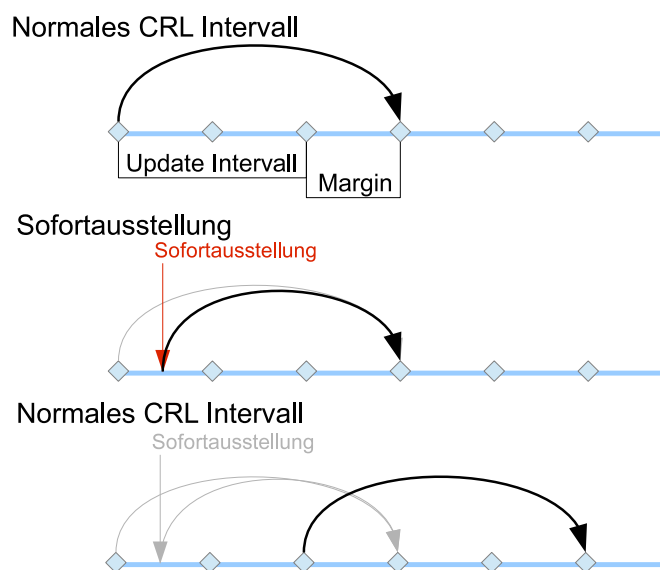 Normales CRL Intervall
Update Intervall
Margin
Sofortausstellung
Sofortausstellung
Normales CRL Intervall
Sofortausstellung